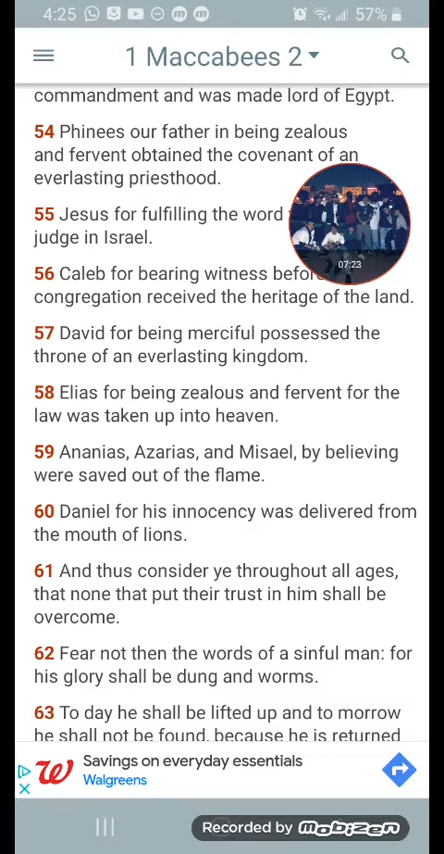 4:25 57%
1 Maccabees 2
commandment and was made lord of Egypt.
54 Phinees our father in being zealous
and fervent obtained the covenant of an
everlasting priesthood.
55 Jesus for fulfilling the word
judge in Israel.
07:23
56 Caleb for bearing witness
congregation received the heritage of the land.
57 David for being merciful possessed the
throne of an everlasting kingdom.
58 Elias for being zealous and fervent for the
law was taken up into heaven.
59 Ananias, Azarias, and Misael, by believing
were saved out of the flame.
60 Daniel for his innocency was delivered from
the mouth of lions.
61 And thus consider ye throughout all ages,
that none that put their trust in him shall be
overcome.
62 Fear not then the words of a sinful man: for
his glory shall be dung and worms.
63 To day he shall be lifted up and to morrow
he shall not be found, because he is returned
Savings on everyday essentials
Walgreens
Recorded by Mobizen